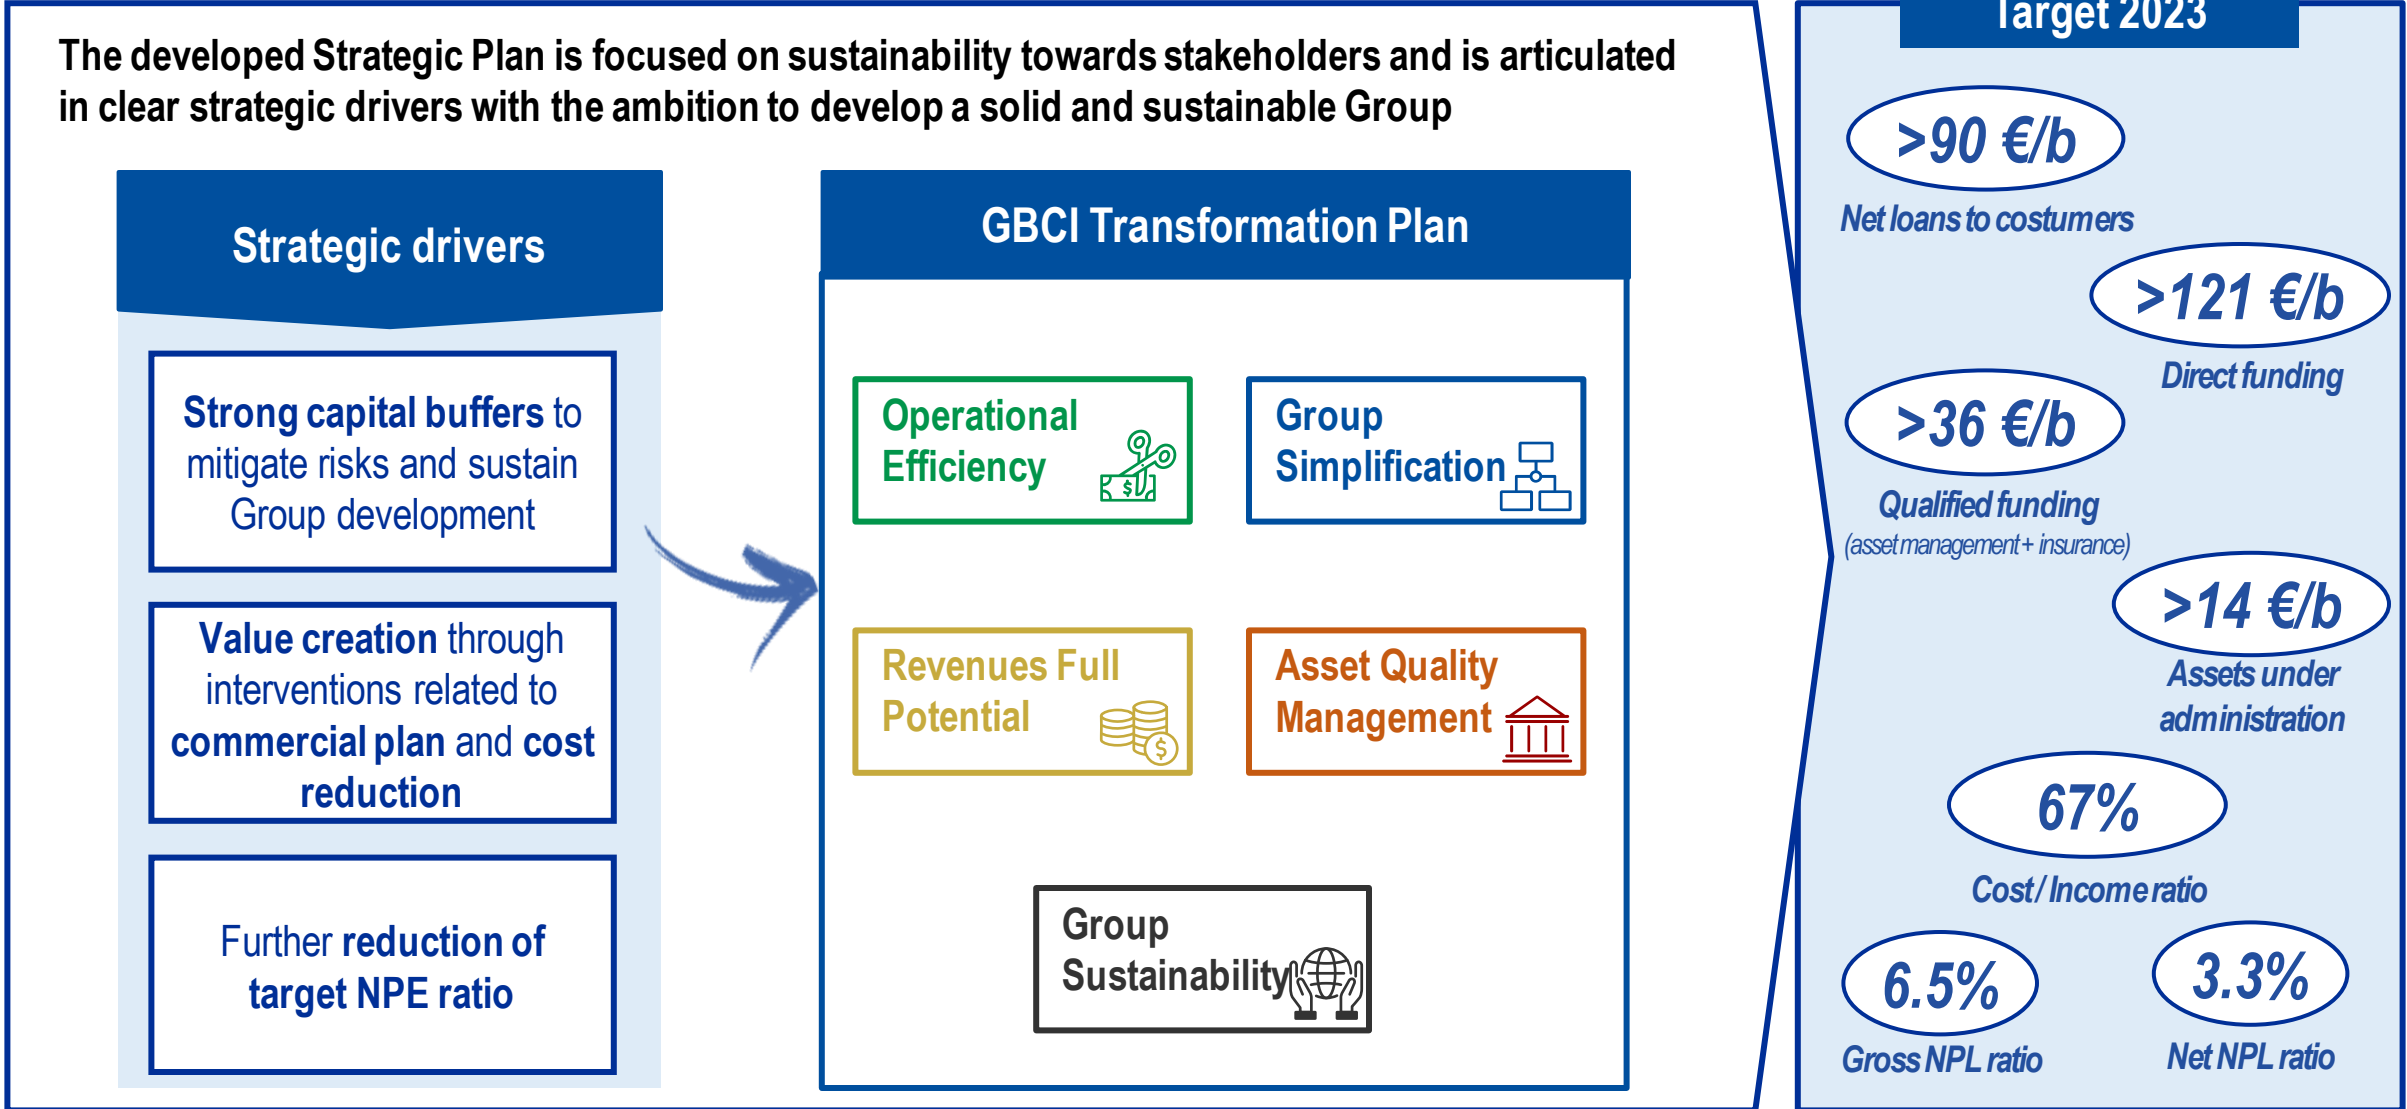 The developed Strategic Plan is focused on sustainability towards stakeholders and is articulated
in clear strategic drivers with the ambition to develop a solid and sustainable Group
Strategic drivers
Strong capital buffers to
mitigate risks and sustain
Group development
Value creation through
interventions related to
commercial plan and cost
reduction
Further reduction of
target NPE ratio
GBCI Transformation Plan
Operational
Efficiency
$
Group
Simplification
Revenues Full
Potential
$
Asset Quality
Management
Group
Sustainability
Target 2023
>90 €/b
Net loans to costumers
>121 €/b
Direct funding
>36 €/b
Qualified funding
(asset management + insurance)
>14 €/b
Assets under
administration
67%
Cost / Income ratio
6.5%
Gross NPL ratio
3.3%
Net NPL ratio